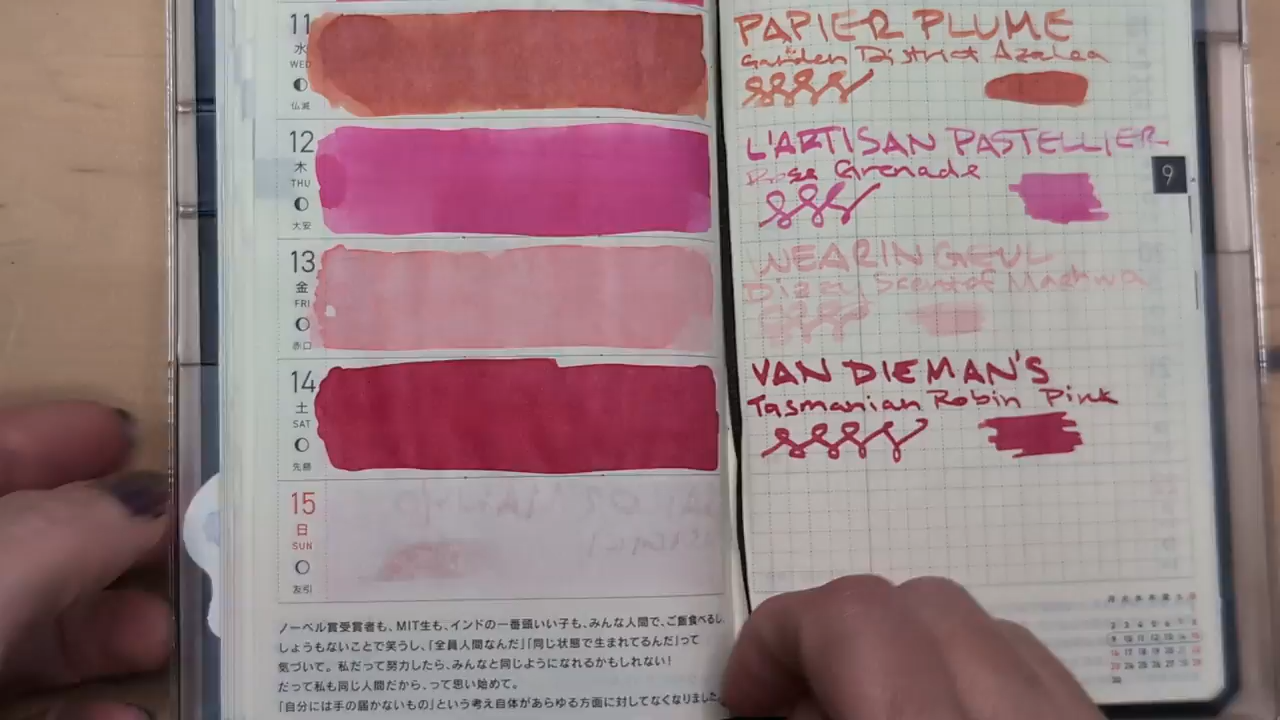 11
水
WED
仏滅
12
木
THU
大安
13
金
FRI
赤口
14
土
SAT
先勝
15
日
SUN
友引
ノーベル賞受賞者も、MIT生も、インドの一番頭いい子も、みんな人間で、ご飯食べるし、
しょうもないことで笑うし、「全員人間なんだ」「同じ状態で生まれてるんだ」って
気づいて。私だって努力したら、みんなと同じようになれるかもしれない!
だって私も同じ人間だから、って思い始めて。
「自分には手の届かないもの」という考え自体があらゆる方面に対してなくなりました。
PAPIER PLUME
Garden District Azalea
L'ARTISAN PASTELLIER
Rose Grenade
9
WEARINGEUL
Dizzy Scent of Maehwa
VAN DIEMAN'S
Tasmanian Robin Pink